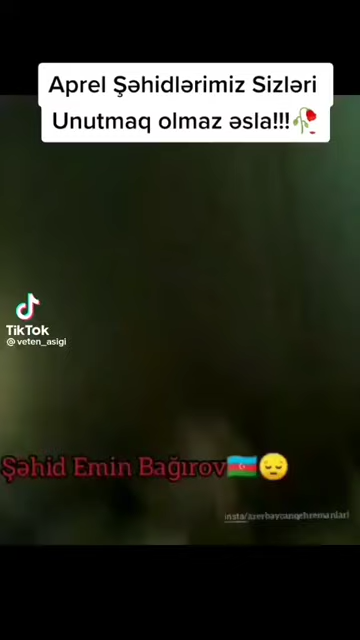 Aprel Şəhidlərimiz Sizləri
Unutmaq olmaz əsla!!!🥀
TikTok
@veten_asigi
Şəhid Emin Bağırov🇦🇿😔